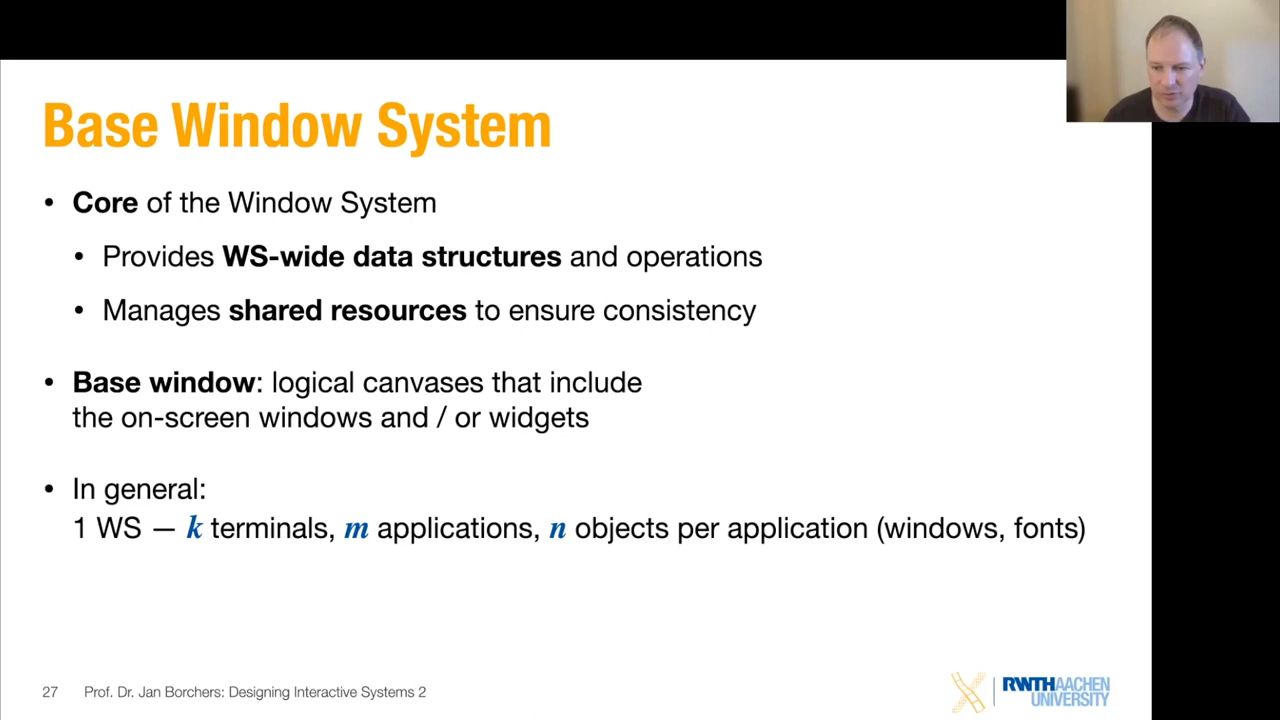 Base Window System
• Core of the Window System
• Provides WS-wide data structures and operations
• Manages shared resources to ensure consistency
• Base window: logical canvases that include
the on-screen windows and / or widgets
• In general:
1 WS — k terminals, m applications, n objects per application (windows, fonts)
27 Prof. Dr. Jan Borchers: Designing Interactive Systems 2
RWTHAACHEN
UNIVERSITY